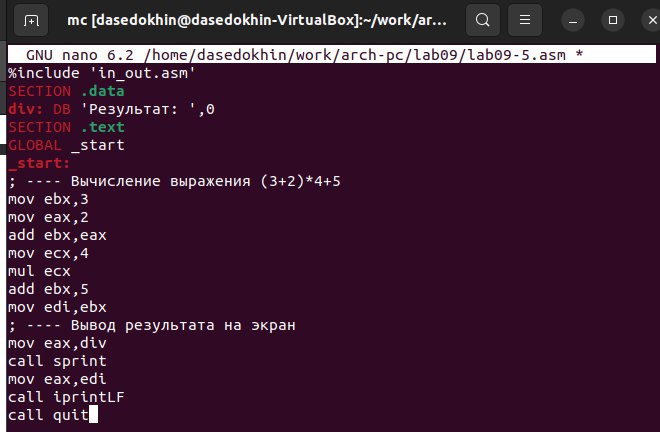 mc [dasedokhin@dasedokhin-VirtualBox]:~/work/ar...
GNU nano 6.2 /home/dasedokhin/work/arch-pc/lab09/lab09-5.asm *
%include 'in_out.asm'
SECTION .data
div: DB 'Результат: ',0
SECTION .text
GLOBAL _start
_start:
; ---- Вычисление выражения (3+2)*4+5
mov ebx,3
mov eax,2
add ebx,eax
mov ecx,4
mul ecx
add ebx,5
mov edi,ebx
; ---- Вывод результата на экран
mov eax,div
call sprint
mov eax,edi
call iprintLF
call quit